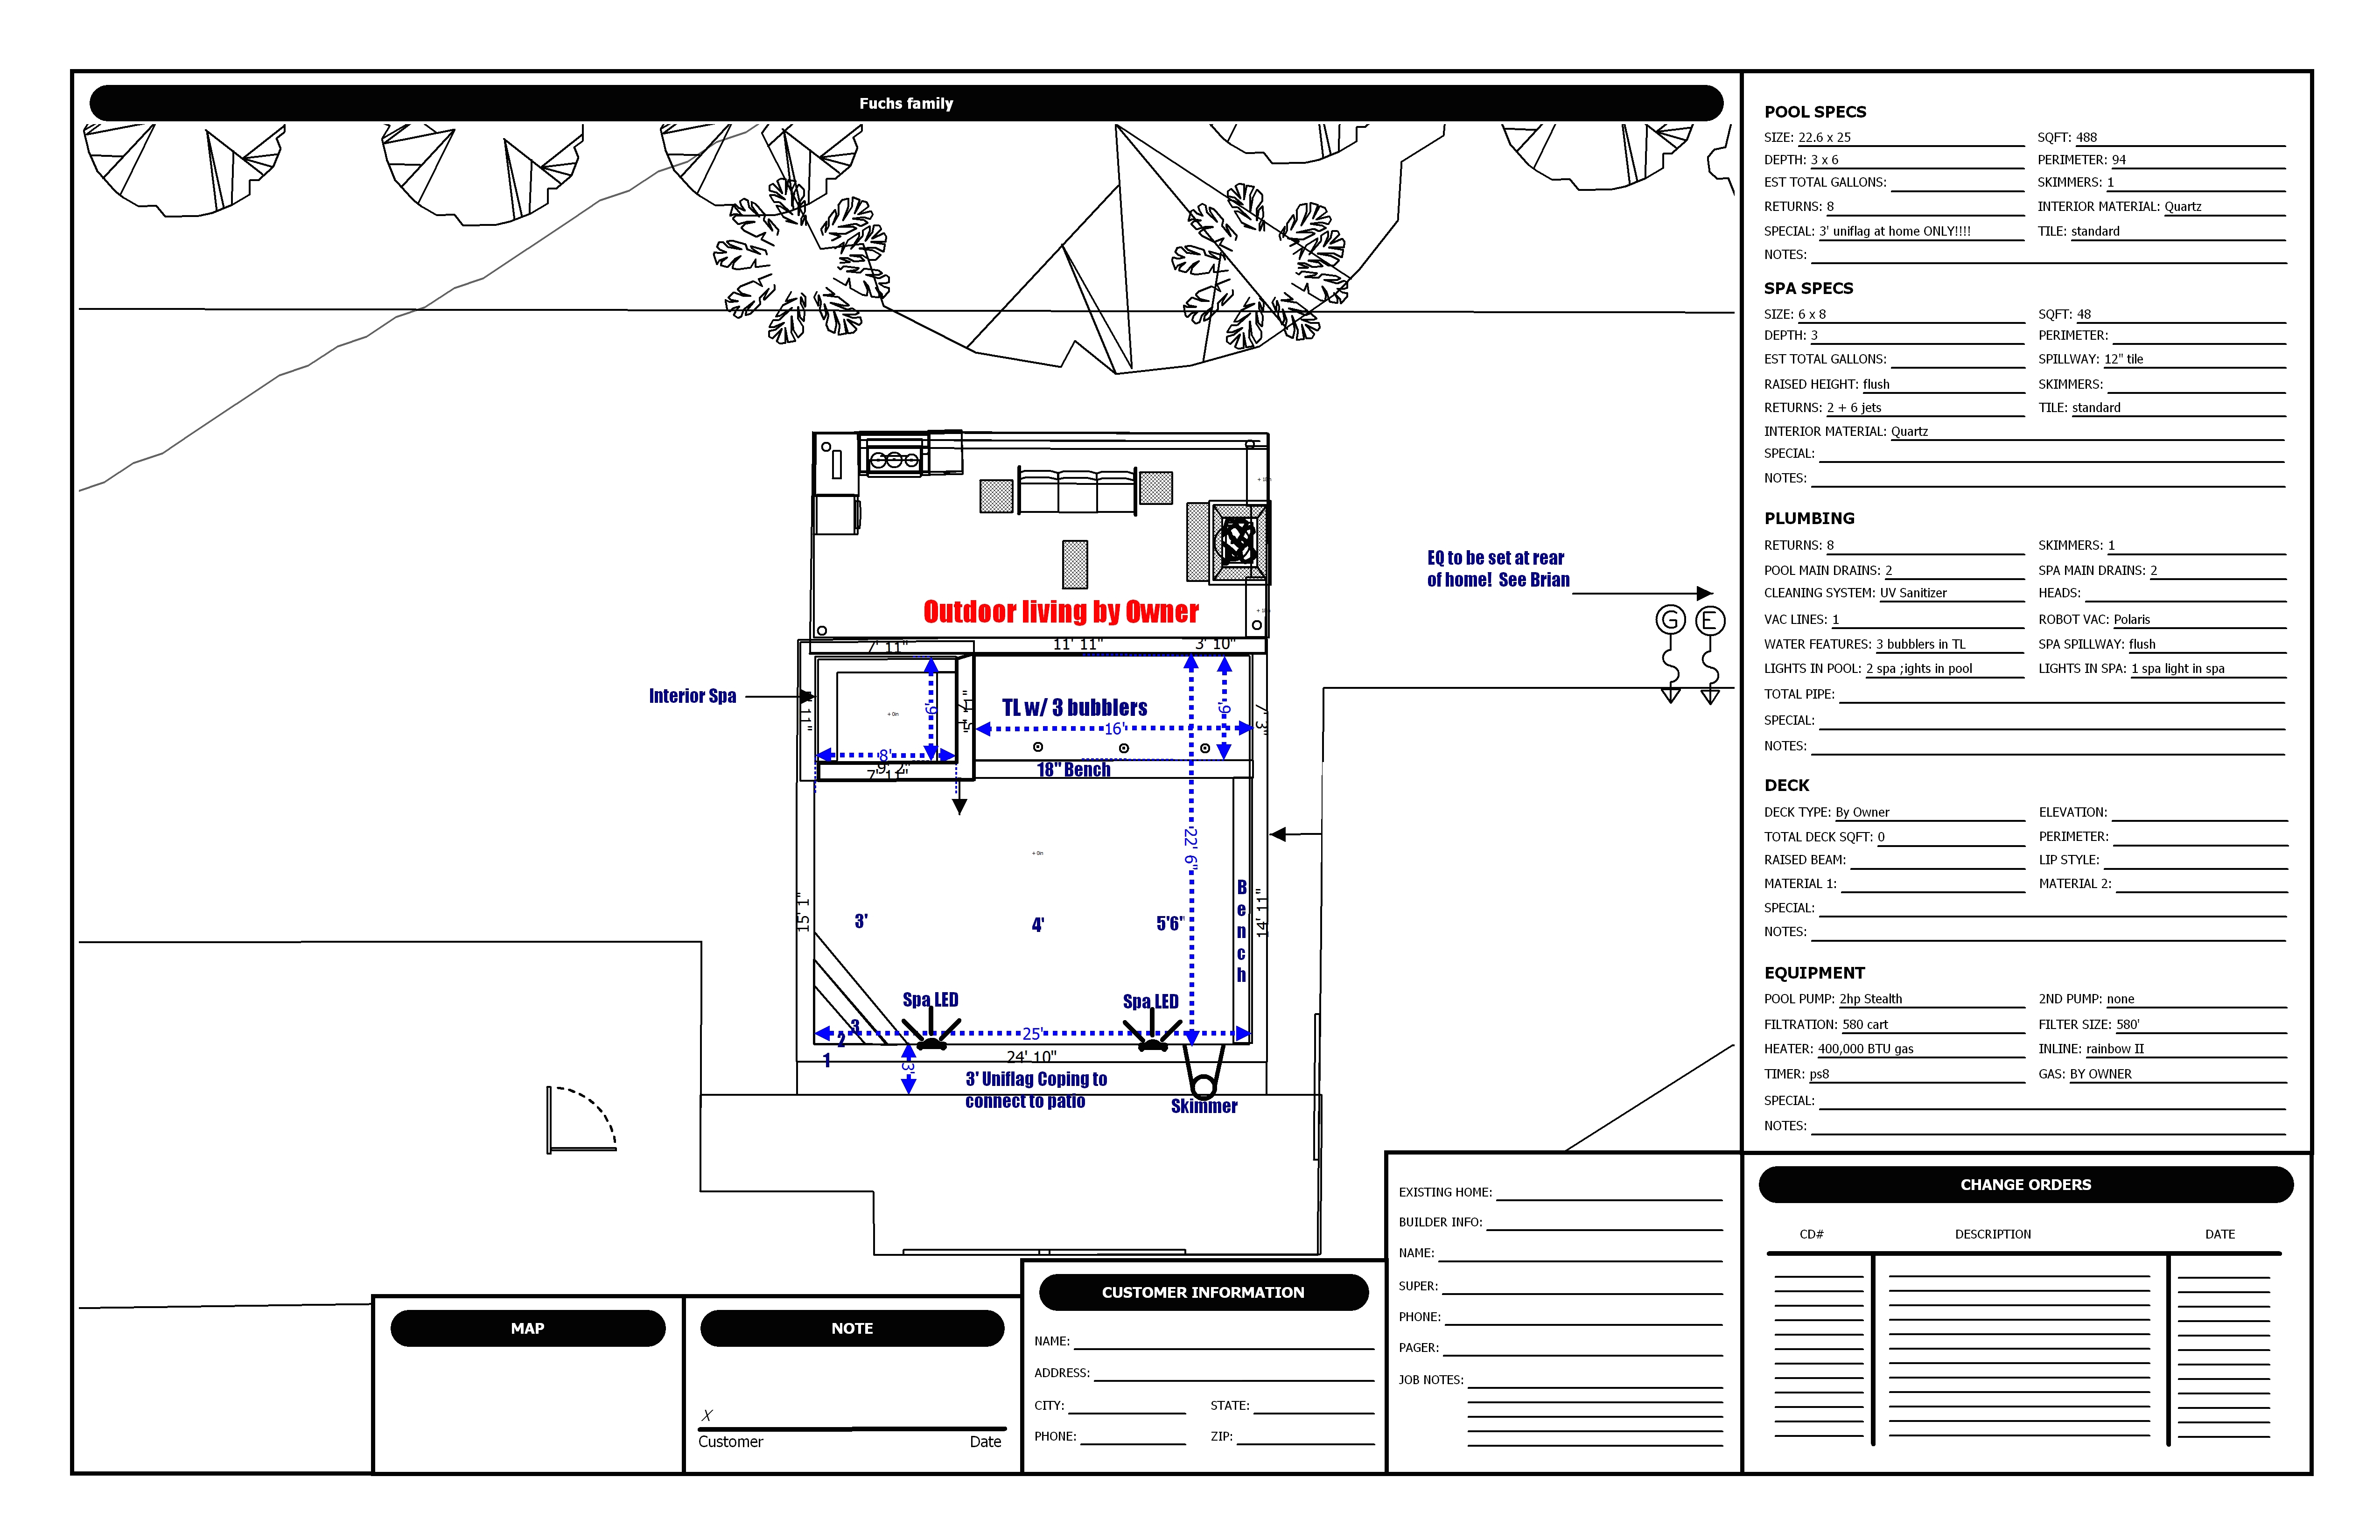 Fuchs family
EQ to be set at rear
of home! See Brian
G E
Outdoor living by Owner
7' 11" 11' 11" 3' 10"
Interior Spa
TL w/ 3 bubblers
16'
6'
6'
8'
9' 2"
7' 11"
7' 3"
18" Bench
22' 6"
Bench
15' 1"
14' 11"
3' 4' 5'6"
Spa LED Spa LED
3
2
1
25'
24' 10"
3'
3' Uniflag Coping to
connect to patio
Skimmer
POOL SPECS
SIZE: 22.6 x 25 SQFT: 488
DEPTH: 3 x 6 PERIMETER: 94
EST TOTAL GALLONS: SKIMMERS: 1
RETURNS: 8 INTERIOR MATERIAL: Quartz
SPECIAL: 3' uniflag at home ONLY!!!! TILE: standard
NOTES:
SPA SPECS
SIZE: 6 x 8 SQFT: 48
DEPTH: 3 PERIMETER:
EST TOTAL GALLONS: SPILLWAY: 12" tile
RAISED HEIGHT: flush SKIMMERS:
RETURNS: 2 + 6 jets TILE: standard
INTERIOR MATERIAL: Quartz
SPECIAL:
NOTES:
PLUMBING
RETURNS: 8 SKIMMERS: 1
POOL MAIN DRAINS: 2 SPA MAIN DRAINS: 2
CLEANING SYSTEM: UV Sanitizer HEADS:
VAC LINES: 1 ROBOT VAC: Polaris
WATER FEATURES: 3 bubblers in TL SPA SPILLWAY: flush
LIGHTS IN POOL: 2 spa ;ights in pool LIGHTS IN SPA: 1 spa light in spa
TOTAL PIPE:
SPECIAL:
NOTES:
DECK
DECK TYPE: By Owner ELEVATION:
TOTAL DECK SQFT: 0 PERIMETER:
RAISED BEAM: LIP STYLE:
MATERIAL 1: MATERIAL 2:
SPECIAL:
NOTES:
EQUIPMENT
POOL PUMP: 2hp Stealth 2ND PUMP: none
FILTRATION: 580 cart FILTER SIZE: 580'
HEATER: 400,000 BTU gas INLINE: rainbow II
TIMER: ps8 GAS: BY OWNER
SPECIAL:
NOTES:
CHANGE ORDERS
CD# DESCRIPTION DATE
EXISTING HOME:
BUILDER INFO:
NAME:
SUPER:
PHONE:
PAGER:
JOB NOTES:
CUSTOMER INFORMATION
NAME:
ADDRESS:
CITY: STATE:
PHONE: ZIP:
NOTE
X
Customer Date
MAP